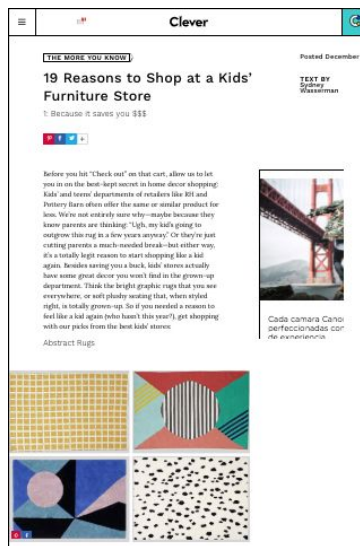 Clever
THE MORE YOU KNOW
Posted December
19 Reasons to Shop at a Kids'
Furniture Store
TEXT BY
Sydney
Wasserman
1: Because it saves you $$$
Before you hit "Check out" on that cart, allow us to let
you in on the best-kept secret in home decor shopping:
Kids' and teens' departments of retailers like RH and
Pottery Barn often offer the same or similar product for
less. We're not entirely sure why—maybe because they
know parents are thinking: "Ugh, my kid's going to
outgrow this rug in a few years anyway." Or they're just
cutting parents a much-needed break—but either way,
it's a totally legit reason to start shopping like a kid
again. Besides saving you a buck, kids' stores actually
have some great decor you won't find in the grown-up
department. Think the bright graphic rugs that you see
everywhere, or soft plushy seating that, when styled
right, is totally grown-up. So if you needed a reason to
feel like a kid again (who hasn't this year?), get shopping
with our picks from the best kids' stores:
Cada camara Cano
perfeccionadas con
de experiencia
Abstract Rugs